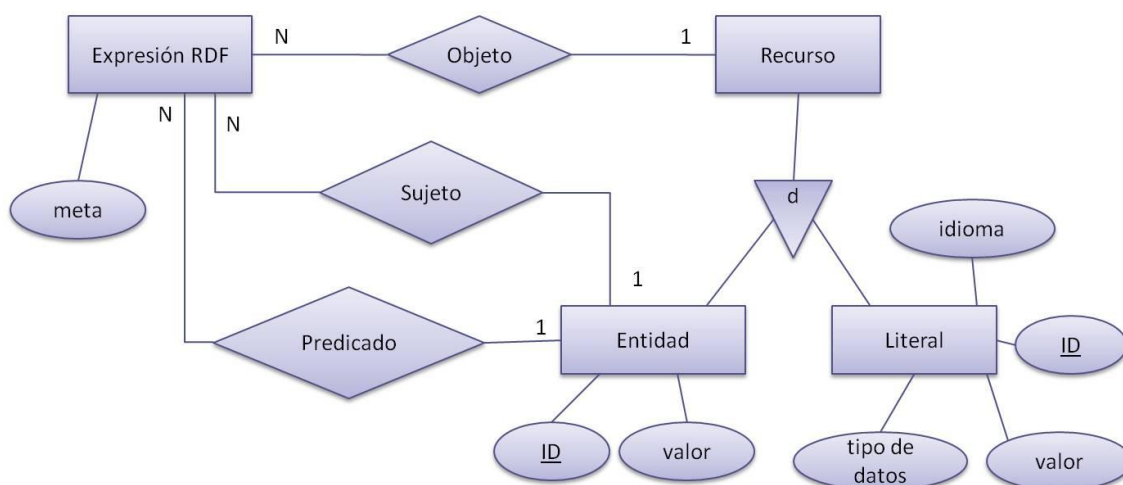 Expresión RDF
N
Objeto
1
Recurso
N
N
meta
Sujeto
d
idioma
1
Predicado
1
Entidad
Literal
ID
ID
valor
tipo de
datos
valor